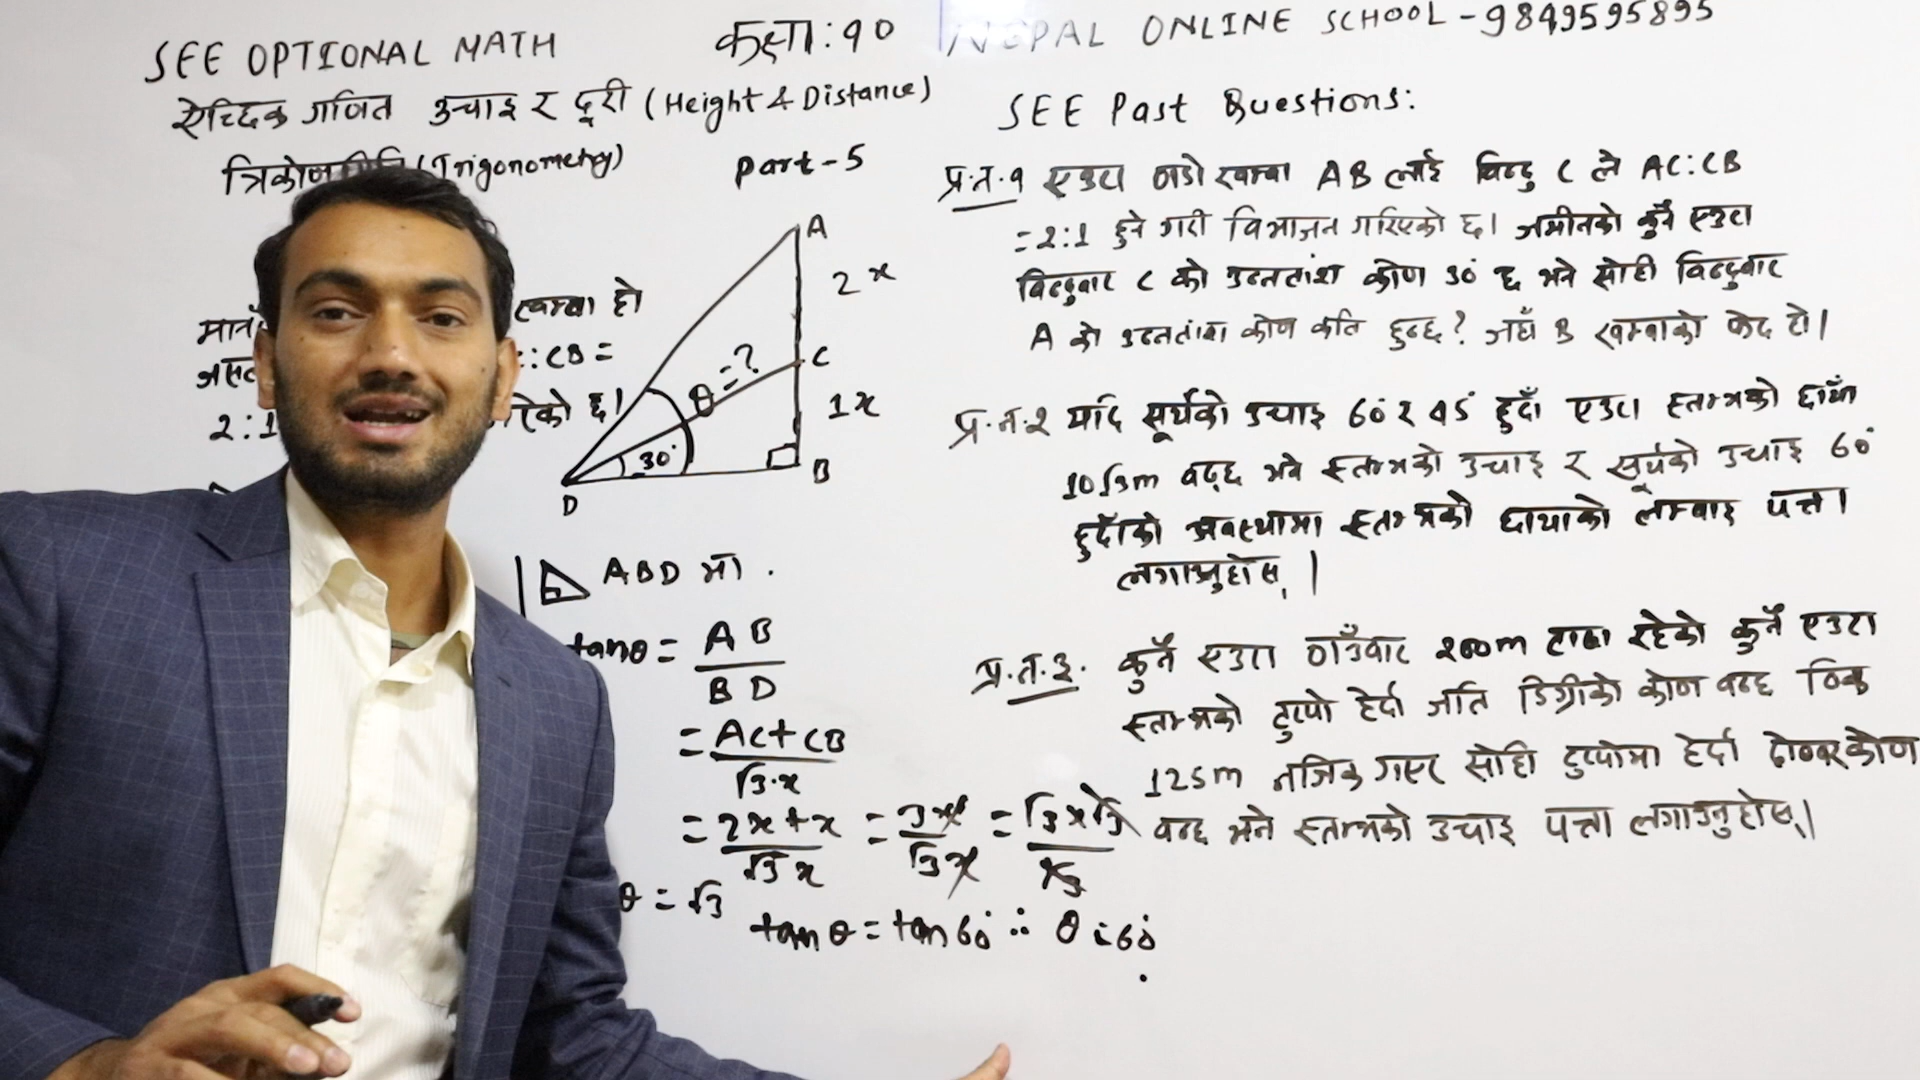 SEE OPTIONAL MATH कक्षा: १०
NEPAL ONLINE SCHOOL - 9849595895
ऐच्छिक गणित उचाइ र दूरी (Height & Distance)
त्रिकोणमीति (Trigonometry) Part-5
A
2x
C
θ=?
1x
30°
D
B
खम्बा हो
:CB =
2:1
रेको छ।
ABD मा .
tanθ = AB/BD
= AC+CB/√3.x
= 2x+x/√3x = 3x/√3x = √3×√3/√3
θ = √3
tanθ = tan60° ∴ θ = 60°
SEE Past Questions:
प्र.न.१ एउटा ठाडो खम्बा AB लाई विन्दु C ले AC:CB
= 2:1 हुने गरी विभाजन गरिएको छ। जमीनको कुनै एउटा
विन्दुबाट C को उन्नतांश कोण 30° छ भने सोही विन्दुबाट
A को उन्नतांश कोण कति हुन्छ? जहाँ B खम्बाको फेद हो।
प्र.न.२ यदि सूर्यको उचाइ 60° र 45° हुदाँ एउटा स्तम्भको छायाँ
10√3m बढ्छ भने स्तम्भको उचाइ र सूर्यको उचाइ 60°
हुदाँको अवस्थामा स्तम्भको छायाको लम्बाइ पत्ता
लगाउनुहोस्।
प्र.न.३. कुनै एउटा ठाउँबाट 200m टाढा रहेको कुनै एउटा
स्तम्भको टुप्पो हेर्दा जति डिग्रीको कोण बन्छ ठिक
125m नजिक गएर सोहि टुप्पोमा हेर्दा दोब्बर कोण
बन्छ भने स्तम्भको उचाइ पत्ता लगाउनुहोस्।